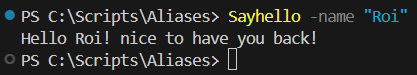 PS C:\Scripts\Aliases> Sayhello -name "Roi"
Hello Roi! nice to have you back!
PS C:\Scripts\Aliases>